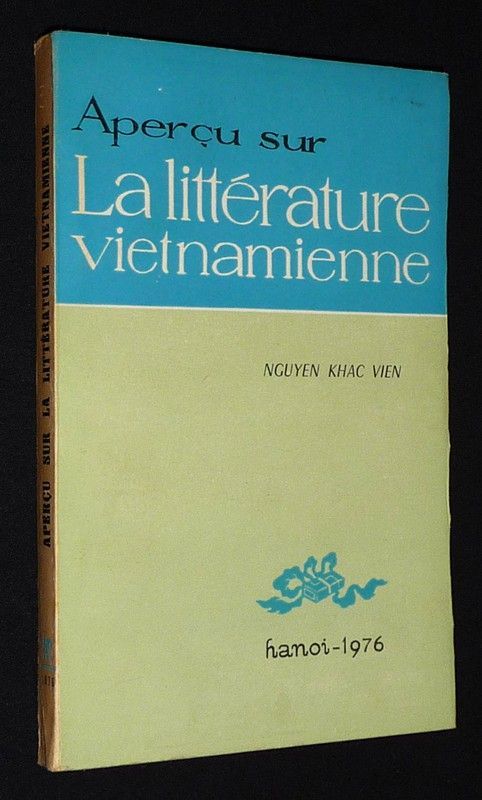 Aperçu sur
La littérature
vietnamienne
NGUYEN KHAC VIEN
hanoi-1976
APERÇU SUR LA LITTÉRATURE VIETNAMIENNE